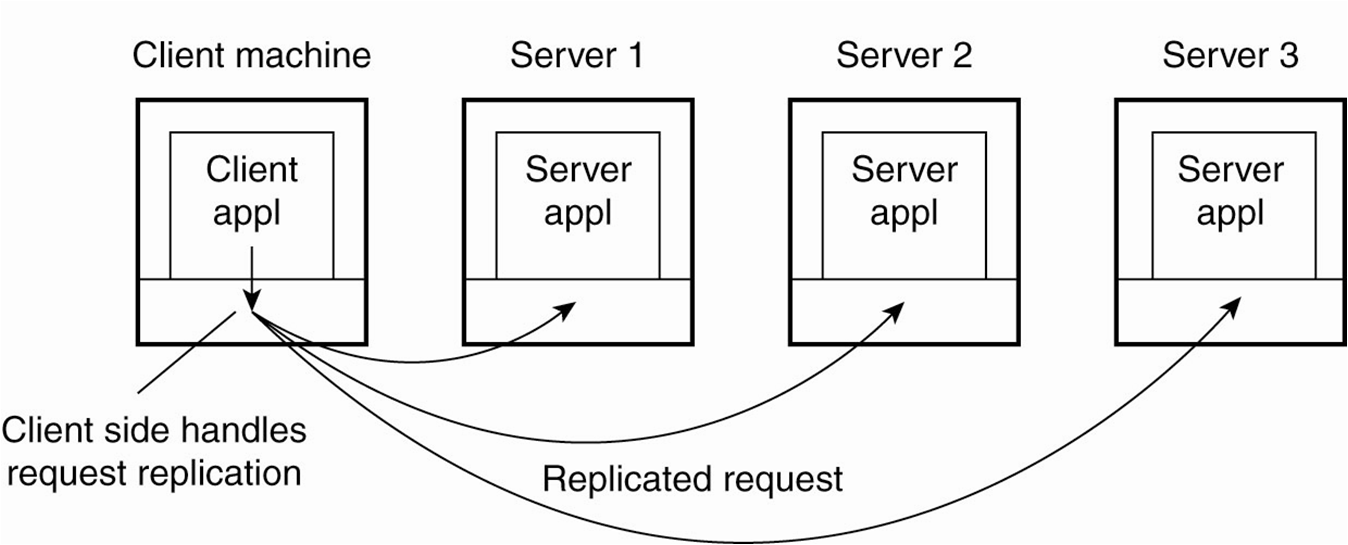 Client machine
Server 1
Server 2
Server 3
Client
appl
Server
appl
Server
appl
Server
appl
Client side handles
request replication
Replicated request